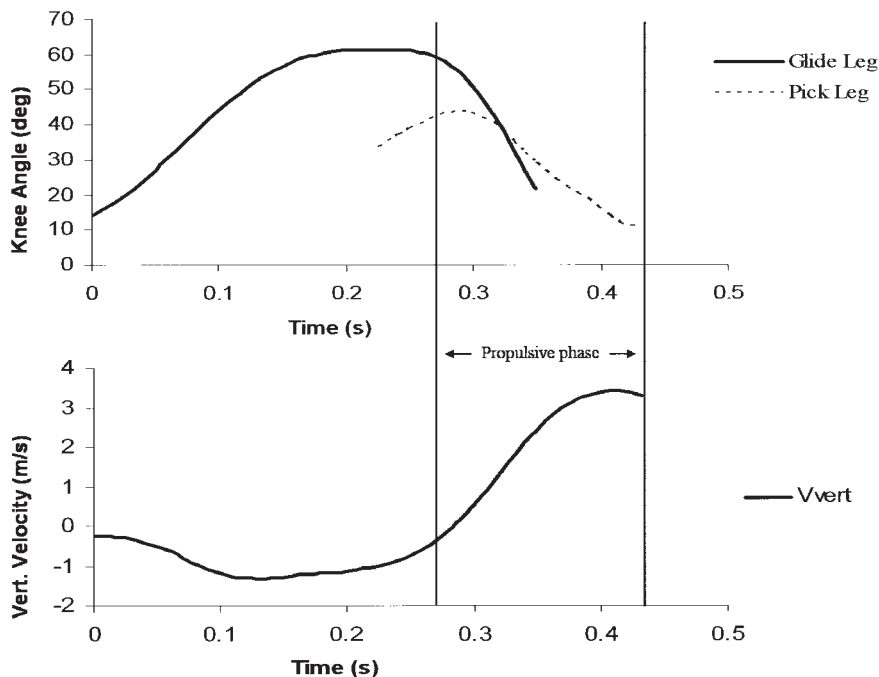 70
60
50
40
30
20
10
0
Knee Angle (deg)
0 0.1 0.2 0.3 0.4 0.5
Time (s)
Glide Leg
Pick Leg
Propulsive phase
4
3
2
1
0
-1
-2
Vert. Velocity (m/s)
0 0.1 0.2 0.3 0.4 0.5
Time (s)
Vvert